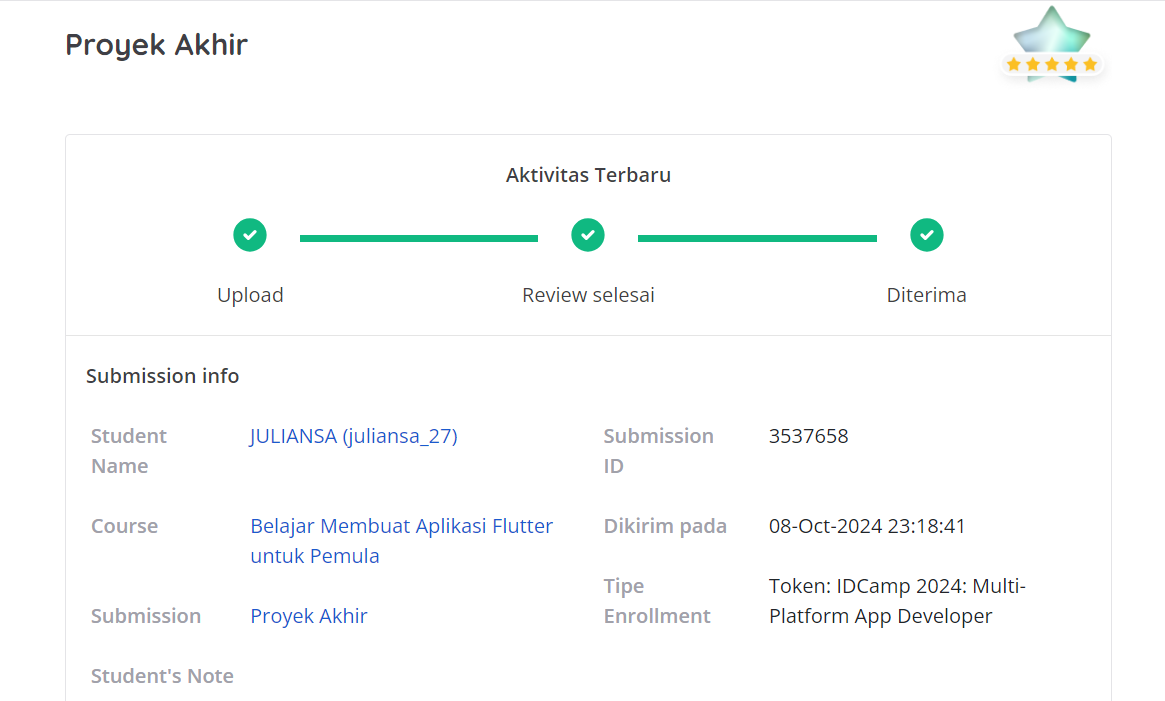 Proyek Akhir
Aktivitas Terbaru
Upload
Review selesai
Diterima
Submission info
Student
Name
JULIANSA (juliansa_27)
Submission
ID
3537658
Course
Belajar Membuat Aplikasi Flutter
untuk Pemula
Dikirim pada
08-Oct-2024 23:18:41
Tipe
Enrollment
Token: IDCamp 2024: Multi-
Platform App Developer
Submission
Proyek Akhir
Student's Note